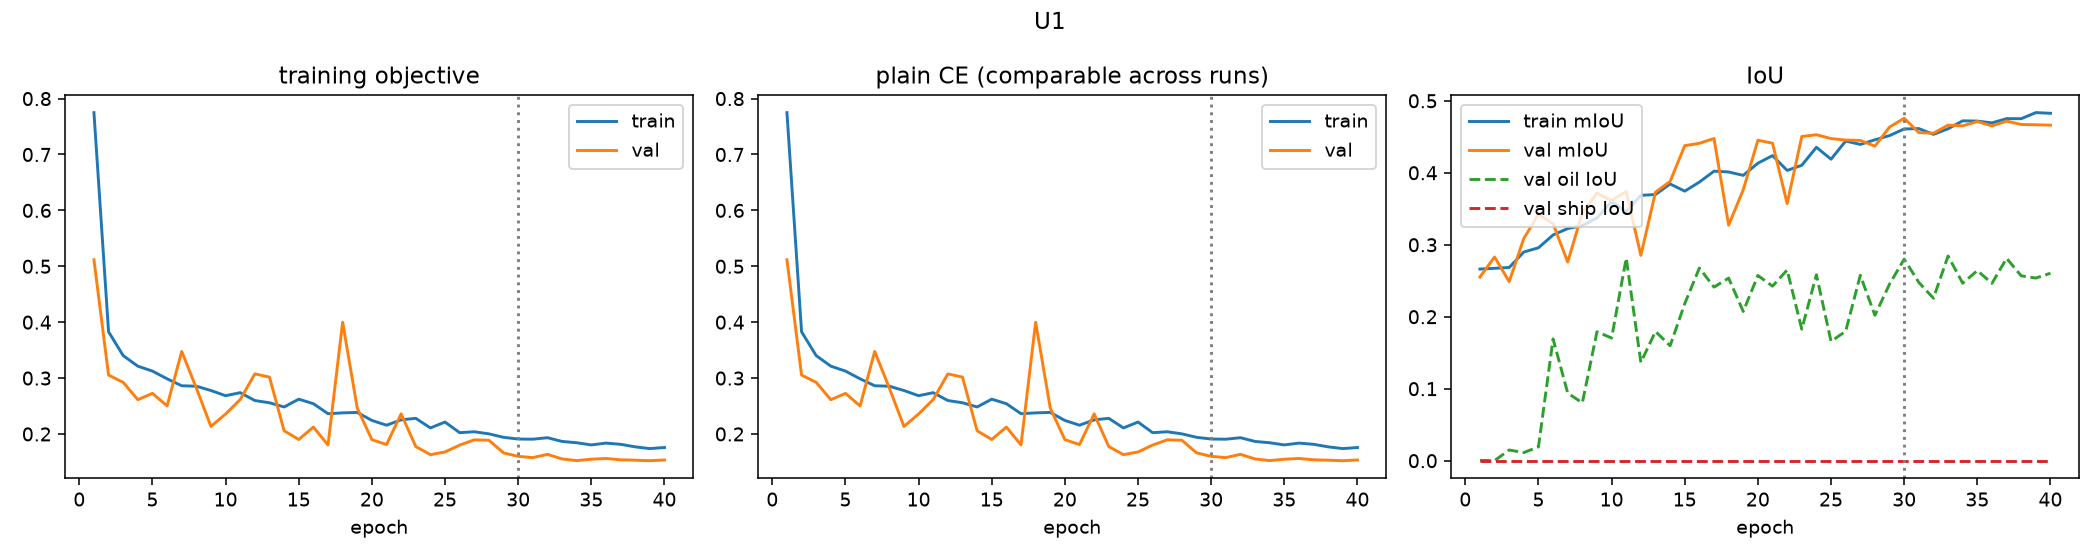 U1
training objective
train
val
0.8
0.7
0.6
0.5
0.4
0.3
0.2
0 5 10 15 20 25 30 35 40
epoch
plain CE (comparable across runs)
train
val
0.8
0.7
0.6
0.5
0.4
0.3
0.2
0 5 10 15 20 25 30 35 40
epoch
IoU
train mIoU
val mIoU
val oil IoU
val ship IoU
0.5
0.4
0.3
0.2
0.1
0.0
0 5 10 15 20 25 30 35 40
epoch